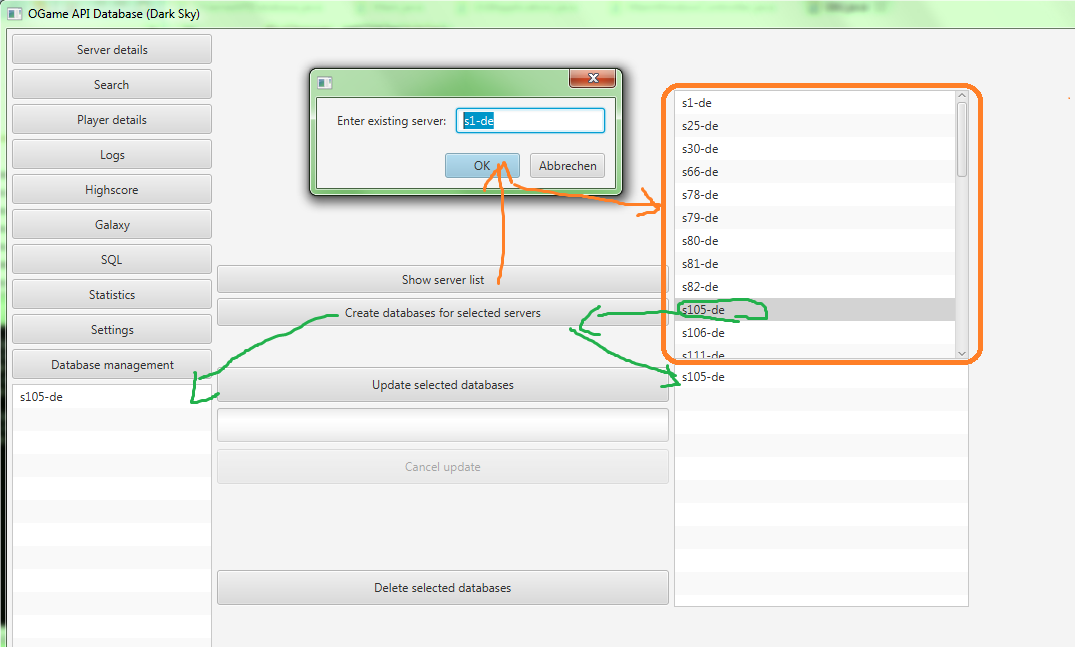 OGame API Database (Dark Sky)
Server details
Search
Player details
Logs
Highscore
Galaxy
SQL
Statistics
Settings
Database management
s105-de
Enter existing server:
s1-de
OK
Abbrechen
Show server list
Create databases for selected servers
Update selected databases
Cancel update
Delete selected databases
s1-de
s25-de
s30-de
s66-de
s78-de
s79-de
s80-de
s81-de
s82-de
s105-de
s106-de
s111-de
s105-de